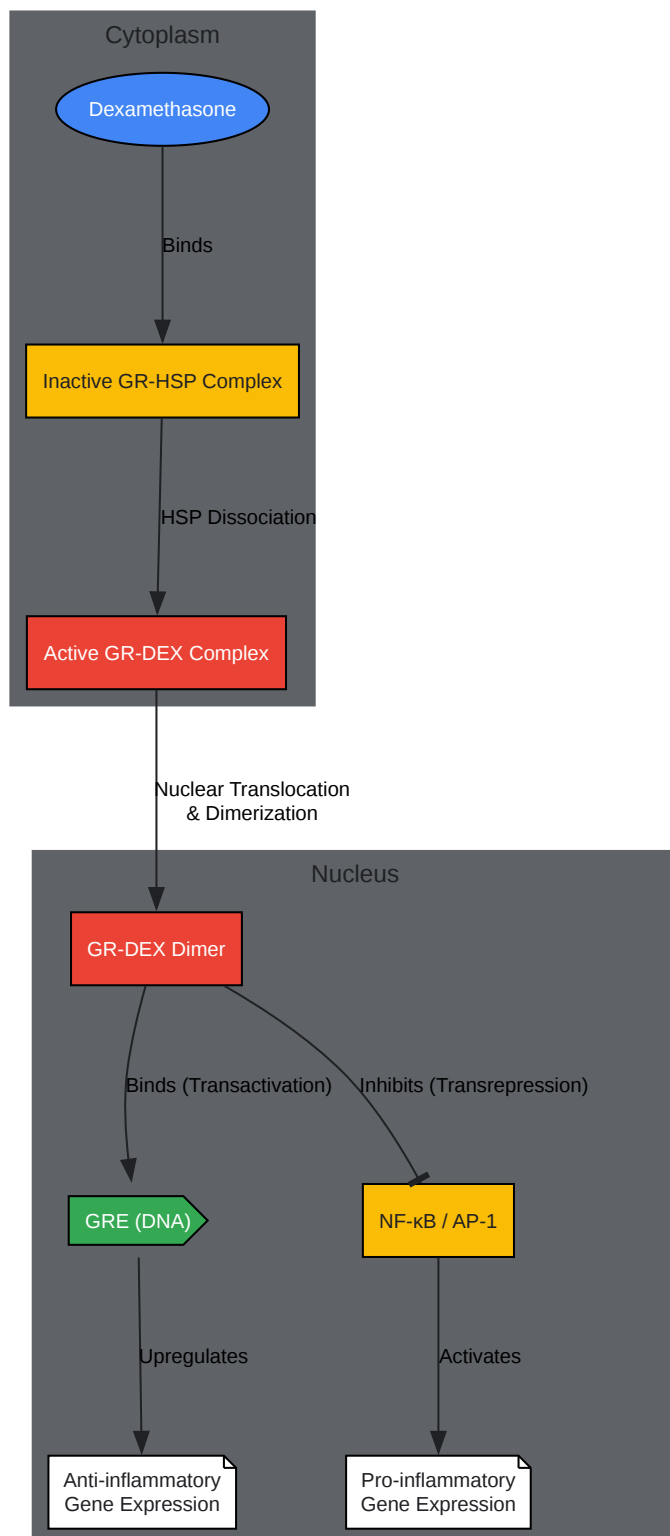 Cytoplasm
Dexamethasone
Binds
Inactive GR-HSP Complex
HSP Dissociation
Active GR-DEX Complex
Nuclear Translocation
& Dimerization
Nucleus
GR-DEX Dimer
Binds (Transactivation)
Inhibits (Transrepression)
GRE (DNA)
NF-κB / AP-1
Upregulates
Activates
Anti-inflammatory
Gene Expression
Pro-inflammatory
Gene Expression